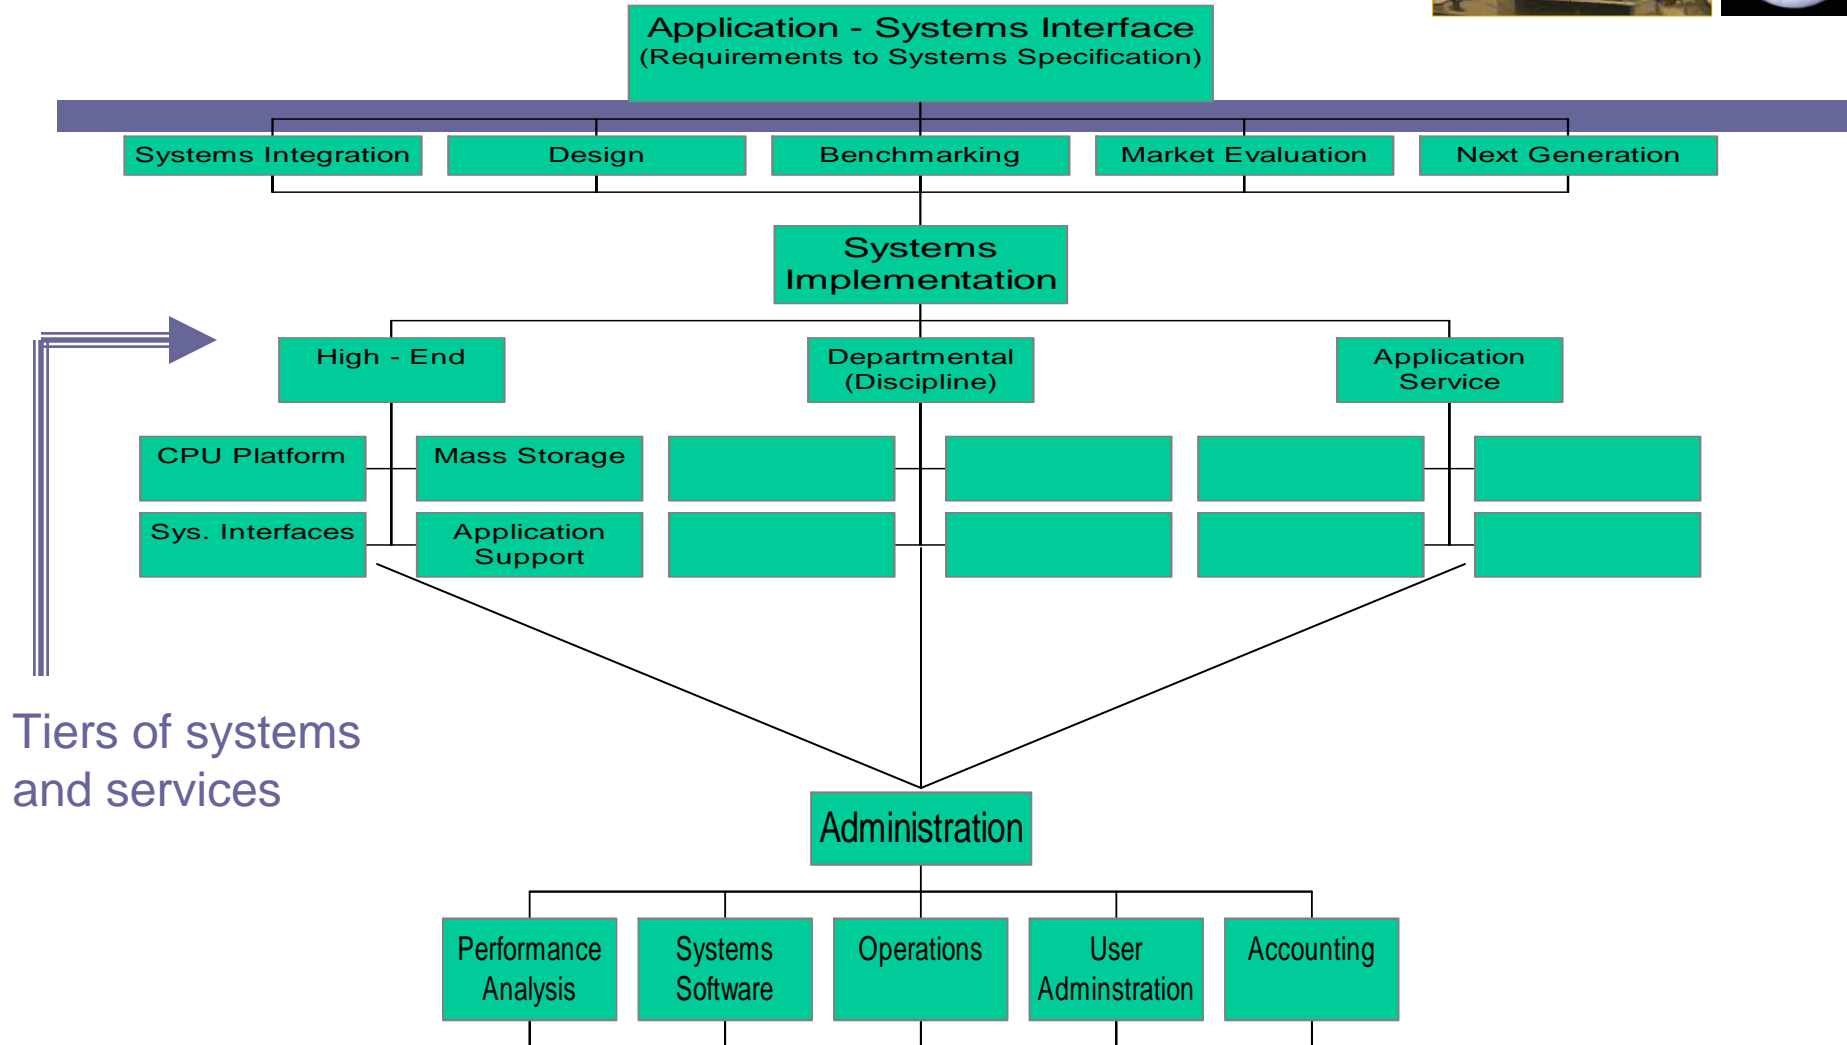 Application - Systems Interface
(Requirements to Systems Specification)
Systems Integration
Design
Benchmarking
Market Evaluation
Next Generation
Systems
Implementation
High - End
Departmental
(Discipline)
Application
Service
CPU Platform
Mass Storage
Sys. Interfaces
Application
Support
Tiers of systems
and services
Administration
Performance
Analysis
Systems
Software
Operations
User
Adminstration
Accounting